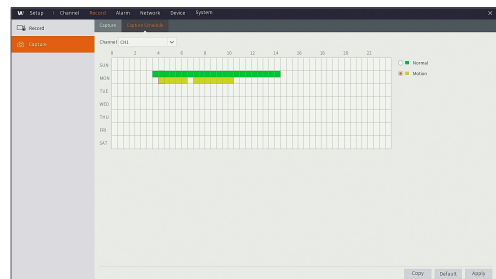 W Setup | Channel Record Alarm Network Device System X
Record
Capture
Capture Capture Schedule
Channel CH1
0 2 4 6 8 10 12 14 16 18 20 22
SUN
MON
TUE
WED
THU
FRI
SAT
Normal
Motion
Copy Default Apply